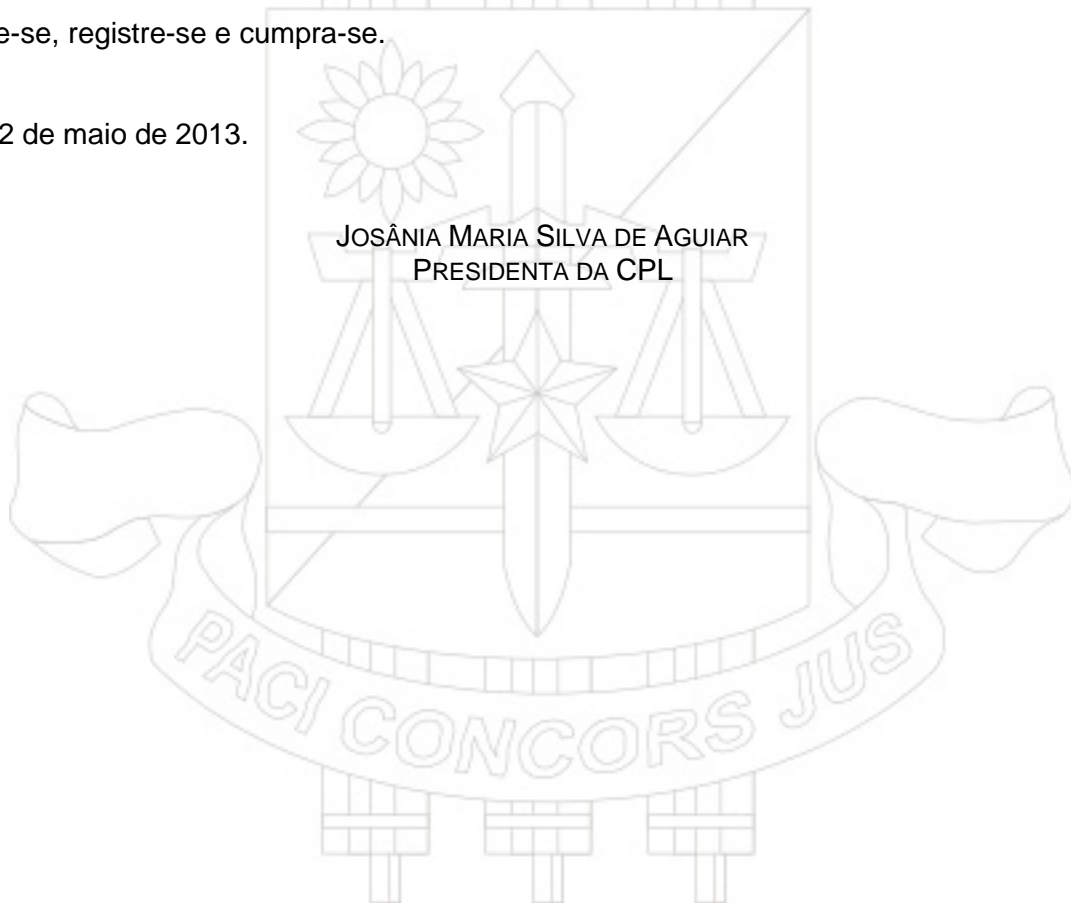 e-se, registre-se e cumpra-se.
2 de maio de 2013.
JOSÂNIA MARIA SILVA DE AGUIAR
PRESIDENTA DA CPL
PACI CONCORS JUS